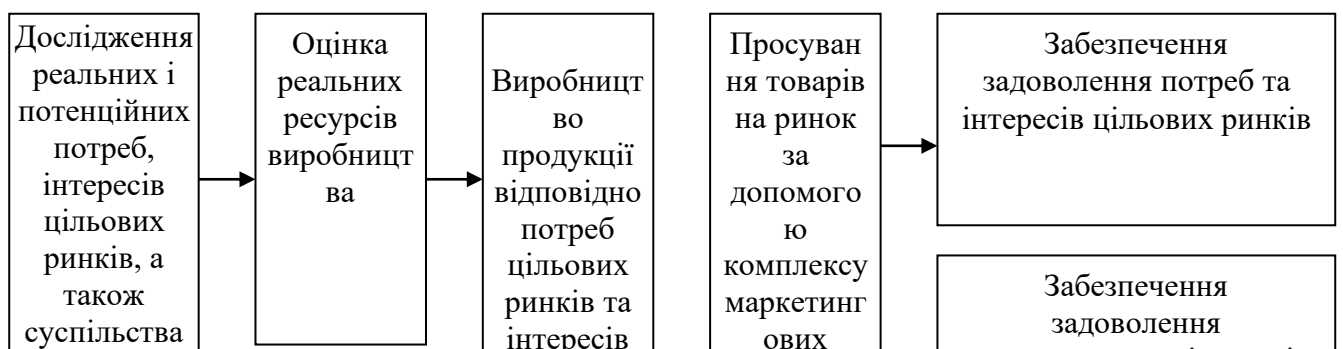 Дослідження
реальних і
потенційних
потреб,
інтересів
цільових
ринків, а
також
суспільства
Оцінка
реальних
ресурсів
виробницт
ва
Виробницт
во
продукції
відповідно
потреб
цільових
ринків та
інтересів
Просуван
ня товарів
на ринок
за
допомого
ю
комплексу
маркетинг
ових
Забезпечення
задоволення потреб та
інтересів цільових ринків
Забезпечення
задоволення